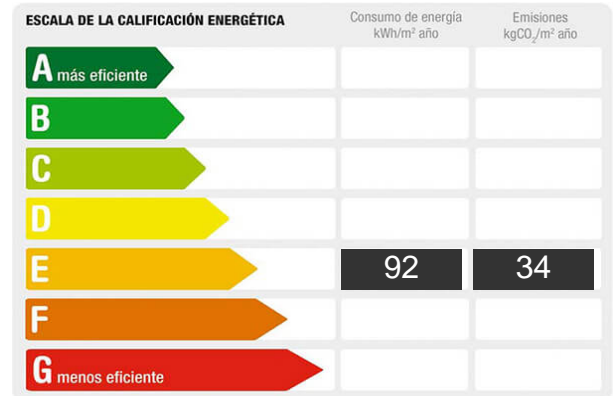 ESCALA DE LA CALIFICACIÓN ENERGÉTICA
Consumo de energía
kWh/m² año
Emisiones
kgCO₂/m² año
A más eficiente
B
C
D
E 92 34
F
G menos eficiente